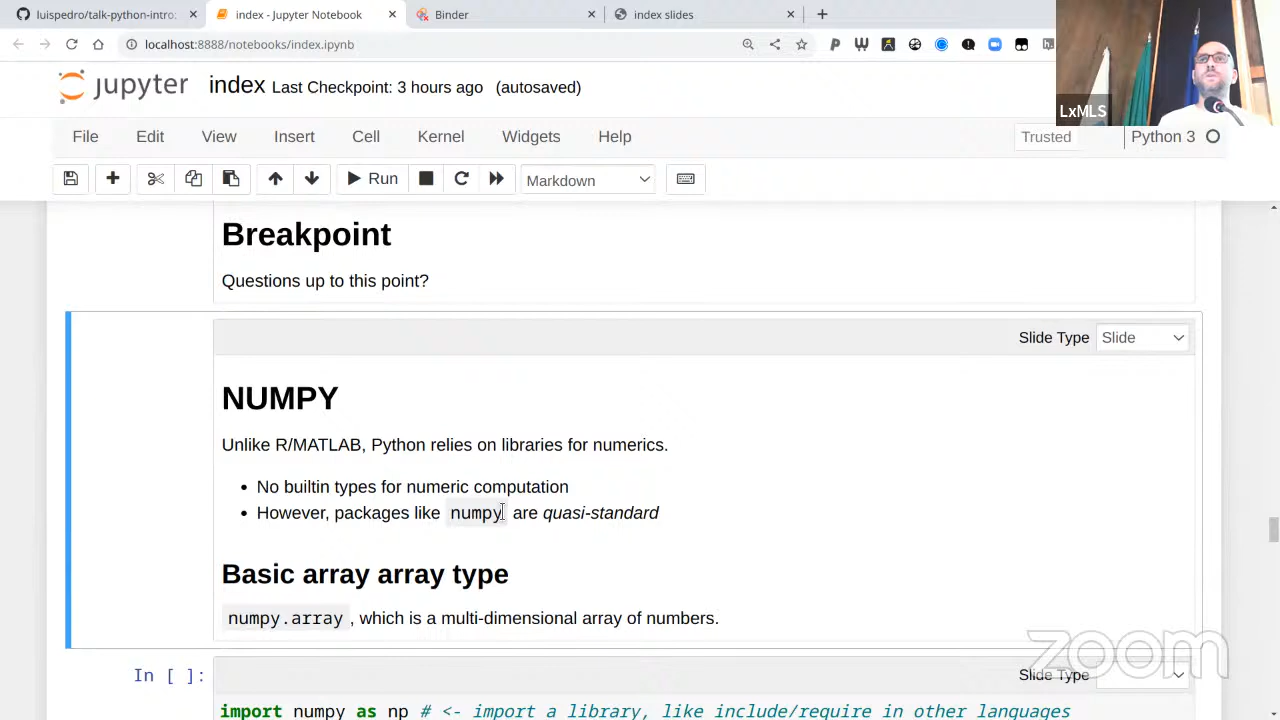 luispedro/talk-python-intro:
index - Jupyter Notebook
Binder
index slides
localhost:8888/notebooks/index.ipynb
jupyter
index Last Checkpoint: 3 hours ago (autosaved)
LxMLS
File Edit View Insert Cell Kernel Widgets Help
Trusted
Python 3
Run
Markdown
Breakpoint
Questions up to this point?
Slide Type Slide
NUMPY
Unlike R/MATLAB, Python relies on libraries for numerics.
• No builtin types for numeric computation
• However, packages like numpy are quasi-standard
Basic array array type
numpy.array , which is a multi-dimensional array of numbers.
zoom
In [ ]:
Slide Type
import numpy as np # <- import a library, like include/require in other languages